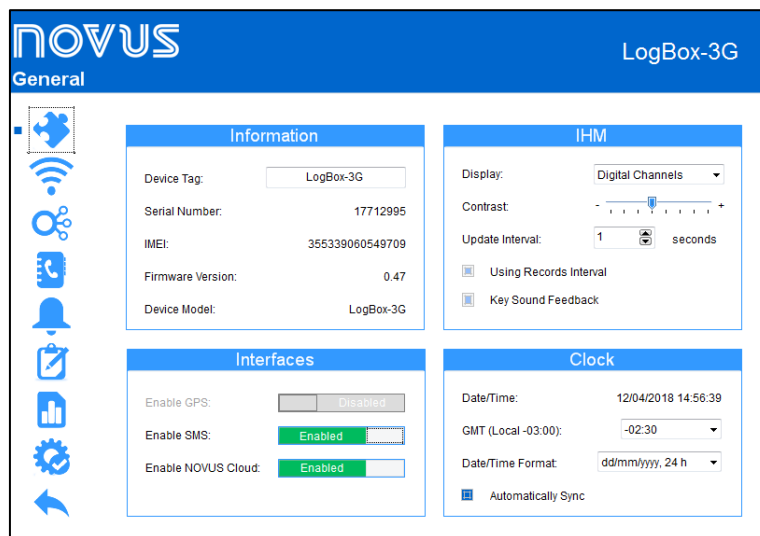 NOVUS
LogBox-3G
General
Information
Device Tag: LogBox-3G
Serial Number: 17712995
IMEI: 355339060549709
Firmware Version: 0.47
Device Model: LogBox-3G
IHM
Display: Digital Channels
Contrast: - +
Update Interval: 1 seconds
Using Records Interval
Key Sound Feedback
Interfaces
Enable GPS: Disabled
Enable SMS: Enabled
Enable NOVUS Cloud: Enabled
Clock
Date/Time: 12/04/2018 14:56:39
GMT (Local -03:00): -02:30
Date/Time Format: dd/mm/yyyy, 24 h
Automatically Sync